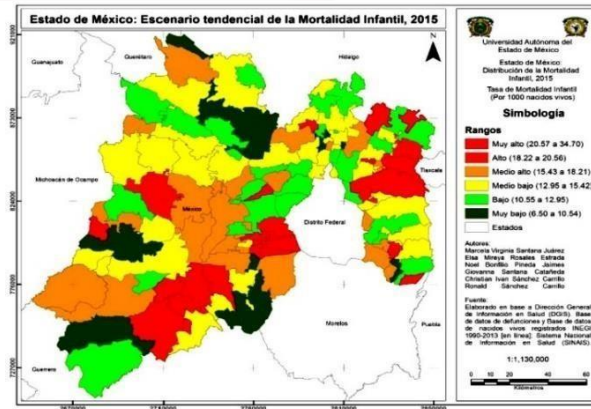 Estado de México: Escenario tendencial de la Mortalidad Infantil, 2015
Guanajuato
Querétaro
Hidalgo
Michoacán de Ocampo
México
Distrito Federal
Tlaxcala
Morelos
Puebla
Guerrero
Universidad Autónoma del
Estado de México
Estado de México:
Distribución de la Mortalidad
Infantil, 2015
Tasa de Mortalidad Infantil
(Por 1000 nacidos vivos)
Simbología
Rangos
Muy alto (20.57 a 34.70)
Alto (18.22 a 20.56)
Medio alto (15.43 a 18.21)
Medio bajo (12.95 a 15.42)
Bajo (10.55 a 12.95)
Muy bajo (6.50 a 10.54)
Estados
Autores:
Marcela Virginia Santana Juárez
Elsa Mireya Rosales Estrada
Noel Bonfilio Pineda Jaimes
Giovanna Santana Castañeda
Christian Ivan Sánchez Carrillo
Ronald Sánchez Carrillo
Fuente:
Elaborado en base a Dirección General
de Información en Salud (DGIS). Base
de datos de defunciones y Base de datos
de nacidos vivos registrados INEGI
1990-2013 [en línea]: Sistema Nacional
de Información en Salud (SINAIS).
1:1,130,000
0 10 20 40 60
Kilómetros